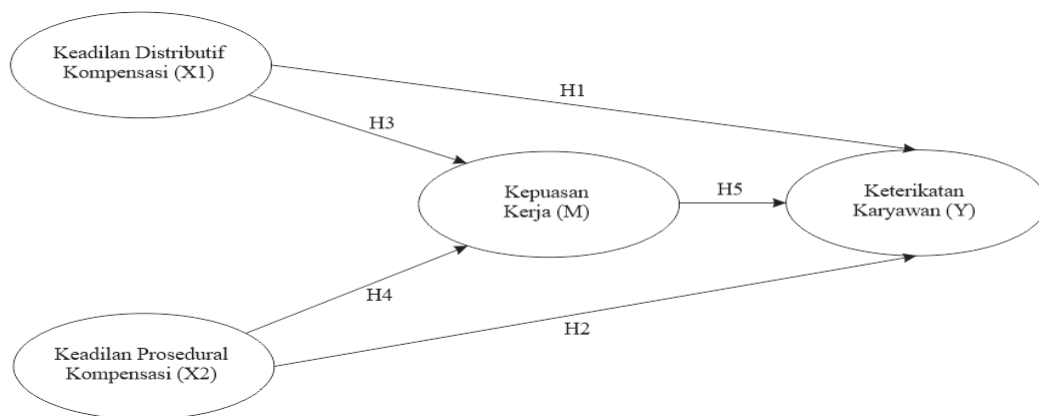 Keadilan Distributif
Kompensasi (X1)
H1
H3
Kepuasan
Kerja (M)
H5
Keterikatan
Karyawan (Y)
H4
H2
Keadilan Prosedural
Kompensasi (X2)